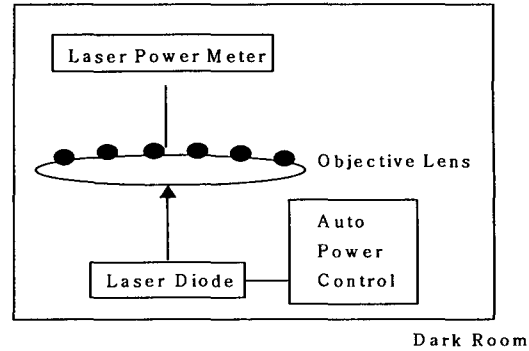 Laser Power Meter
Objective Lens
Auto
Power
Control
Laser Diode
Dark Room